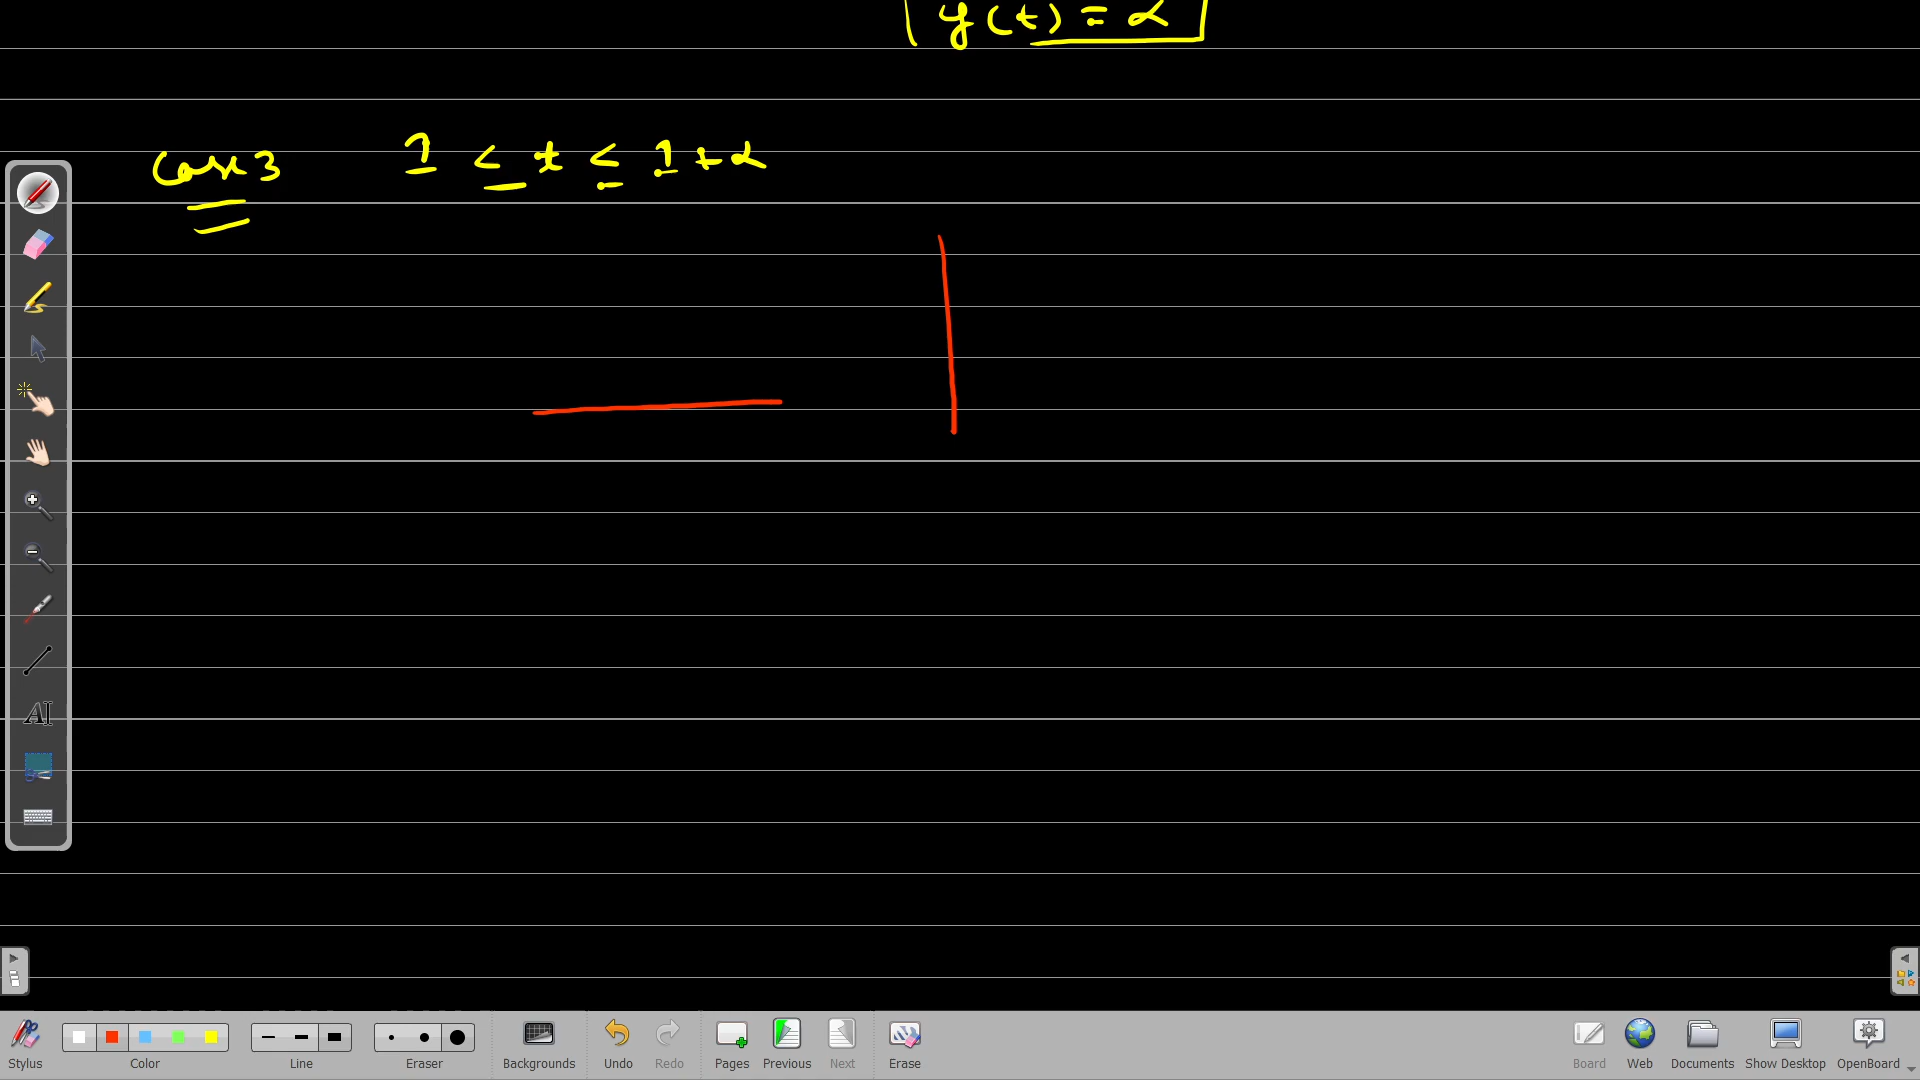 y(t) = α
Case 3 1 ≤ t ≤ 1 + α
AI
Stylus Color Line Eraser Backgrounds Undo Redo Pages Previous Next Erase Board Web Documents Show Desktop OpenBoard